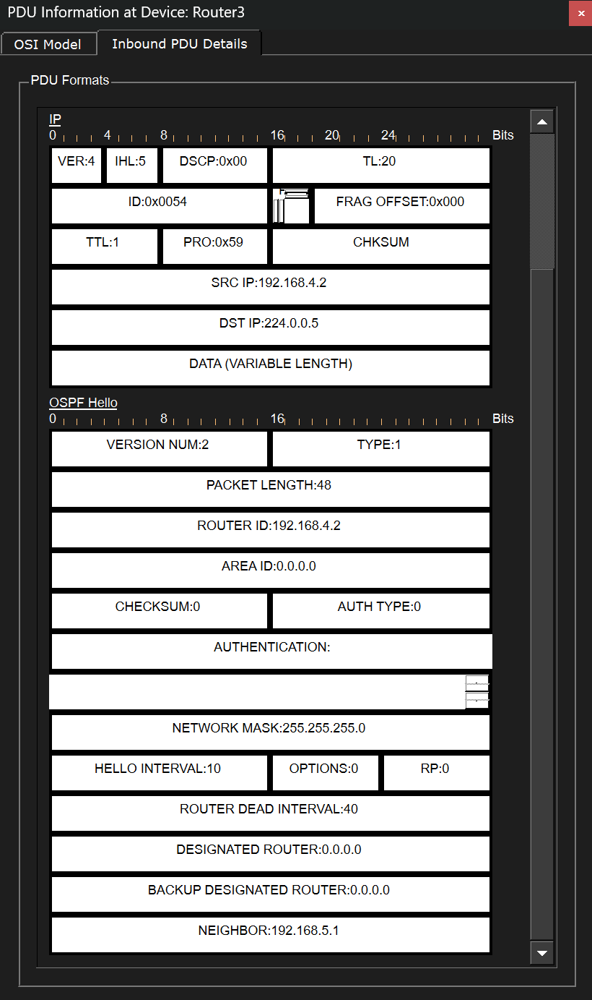 PDU Information at Device: Router3
×
OSI Model
Inbound PDU Details
PDU Formats
IP
0 4 8 16 20 24 Bits
VER:4 IHL:5 DSCP:0x00 TL:20
ID:0x0054 F FRAG OFFSET:0x000
TTL:1 PRO:0x59 CHKSUM
SRC IP:192.168.4.2
DST IP:224.0.0.5
DATA (VARIABLE LENGTH)
OSPF Hello
0 8 16 Bits
VERSION NUM:2 TYPE:1
PACKET LENGTH:48
ROUTER ID:192.168.4.2
AREA ID:0.0.0.0
CHECKSUM:0 AUTH TYPE:0
AUTHENTICATION:
NETWORK MASK:255.255.255.0
HELLO INTERVAL:10 OPTIONS:0 RP:0
ROUTER DEAD INTERVAL:40
DESIGNATED ROUTER:0.0.0.0
BACKUP DESIGNATED ROUTER:0.0.0.0
NEIGHBOR:192.168.5.1